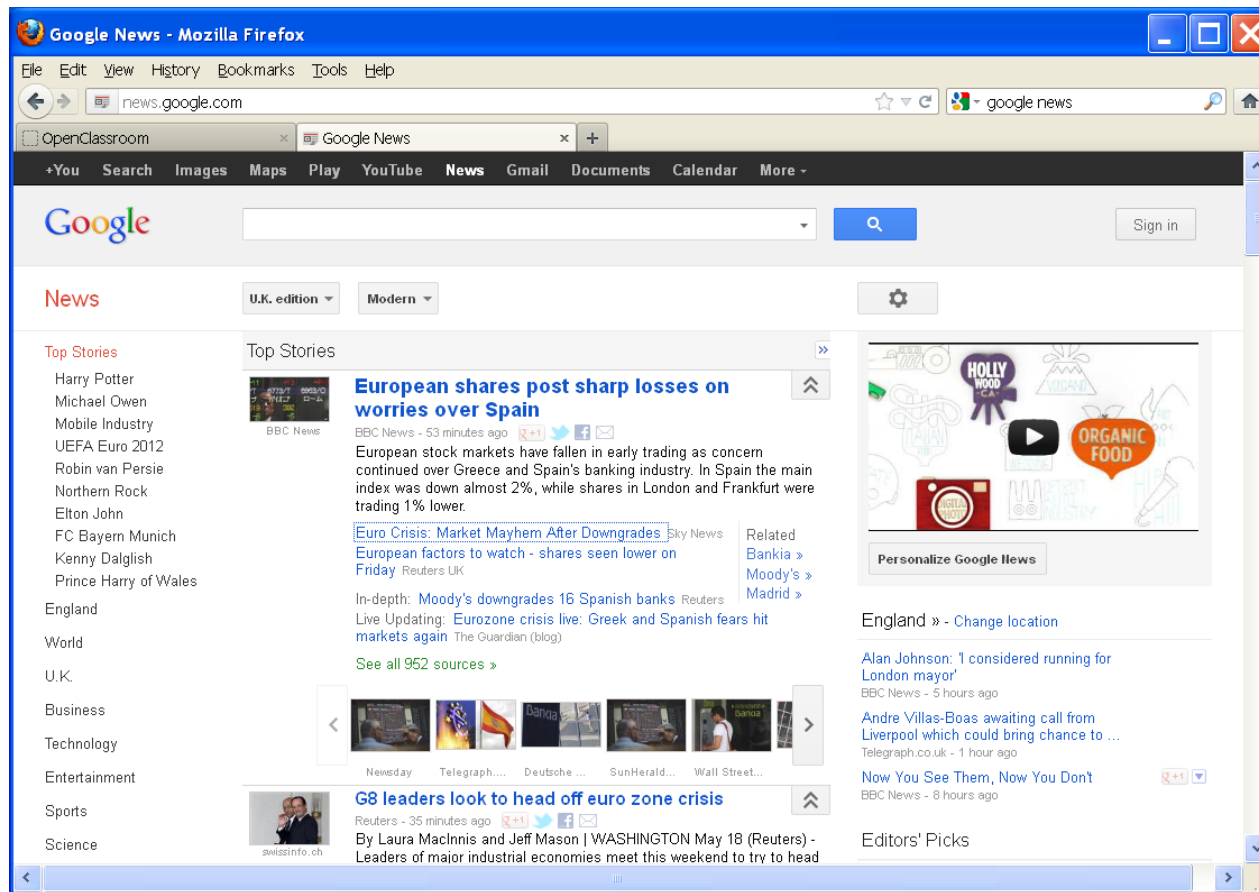 Google News - Mozilla Firefox
File Edit View History Bookmarks Tools Help
news.google.com
google news
OpenClassroom
Google News
+You Search Images Maps Play YouTube News Gmail Documents Calendar More
Google
Sign in
News
U.K. edition
Modern
Top Stories
Harry Potter
Michael Owen
Mobile Industry
UEFA Euro 2012
Robin van Persie
Northern Rock
Elton John
FC Bayern Munich
Kenny Dalglish
Prince Harry of Wales
England
World
U.K.
Business
Technology
Entertainment
Sports
Science
Top Stories
BBC News
European shares post sharp losses on
worries over Spain
BBC News - 53 minutes ago
+1
European stock markets have fallen in early trading as concern
continued over Greece and Spain's banking industry. In Spain the main
index was down almost 2%, while shares in London and Frankfurt were
trading 1% lower.
Euro Crisis: Market Mayhem After Downgrades Sky News
European factors to watch - shares seen lower on
Friday Reuters UK
In-depth: Moody's downgrades 16 Spanish banks Reuters
Live Updating: Eurozone crisis live: Greek and Spanish fears hit
markets again The Guardian (blog)
See all 952 sources »
Related
Bankia »
Moody's »
Madrid »
Bankia
Bankia
Newsday
Telegraph....
Deutsche ...
SunHerald...
Wall Street...
swissinfo.ch
G8 leaders look to head off euro zone crisis
Reuters - 35 minutes ago
+1
By Laura MacInnis and Jeff Mason | WASHINGTON May 18 (Reuters) -
Leaders of major industrial economies meet this weekend to try to head
HOLLY
WOOD
-CA-
VOLCANO
ITALIAN
ORGANIC
FOOD
DIGITAL
PHOTO
Personalize Google News
England » - Change location
Alan Johnson: 'I considered running for
London mayor'
BBC News - 5 hours ago
Andre Villas-Boas awaiting call from
Liverpool which could bring chance to ...
Telegraph.co.uk - 1 hour ago
Now You See Them, Now You Don't
+1
BBC News - 8 hours ago
Editors' Picks